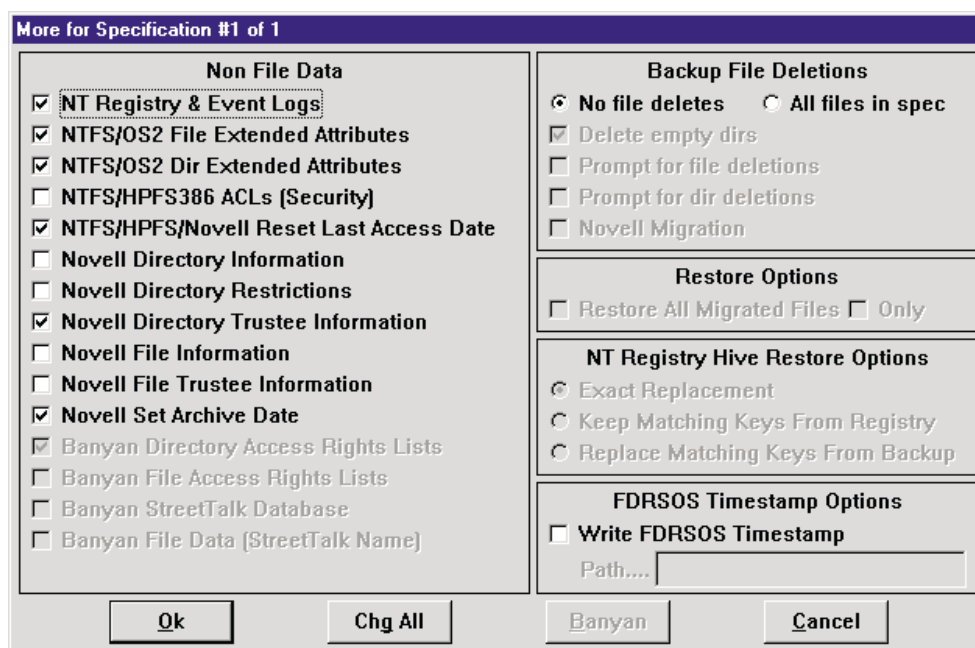 More for Specification #1 of 1
Non File Data
NT Registry & Event Logs
NTFS/OS2 File Extended Attributes
NTFS/OS2 Dir Extended Attributes
NTFS/HPFS386 ACLs (Security)
NTFS/HPFS/Novell Reset Last Access Date
Novell Directory Information
Novell Directory Restrictions
Novell Directory Trustee Information
Novell File Information
Novell File Trustee Information
Novell Set Archive Date
Banyan Directory Access Rights Lists
Banyan File Access Rights Lists
Banyan StreetTalk Database
Banyan File Data (StreetTalk Name)
Backup File Deletions
No file deletes All files in spec
Delete empty dirs
Prompt for file deletions
Prompt for dir deletions
Novell Migration
Restore Options
Restore All Migrated Files Only
NT Registry Hive Restore Options
Exact Replacement
Keep Matching Keys From Registry
Replace Matching Keys From Backup
FDRSOS Timestamp Options
Write FDRSOS Timestamp
Path....
Ok Chg All Banyan Cancel